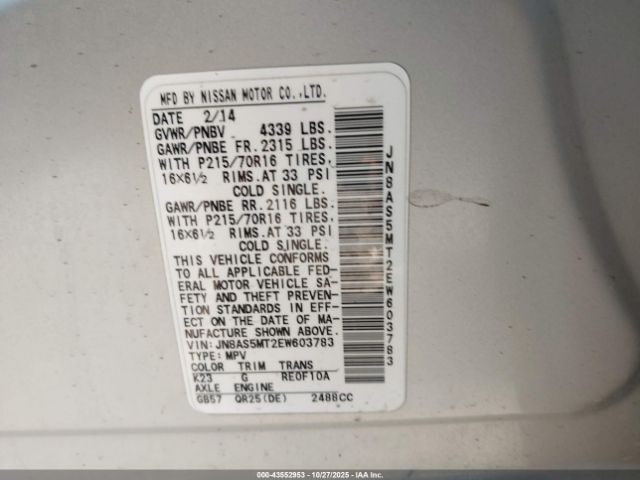 MFD BY NISSAN MOTOR CO.,LTD.
DATE 2/14
GVWR/PNBV 4339 LBS.
GAWR/PNBE FR. 2315 LBS.
WITH P215/70R16 TIRES.
16X6½ RIMS.AT 33 PSI
COLD SINGLE.
GAWR/PNBE RR. 2116 LBS.
WITH P215/70R16 TIRES.
16X6½ RIMS.AT 33 PSI
COLD SINGLE.
THIS VEHICLE CONFORMS
TO ALL APPLICABLE FED-
ERAL MOTOR VEHICLE SA-
FETY AND THEFT PREVEN-
TION STANDARDS IN EFF-
ECT ON THE DATE OF MA-
NUFACTURE SHOWN ABOVE.
VIN: JN8AS5MT2EW603783
TYPE: MPV
COLOR TRIM TRANS
K23 G RE0F10A
AXLE ENGINE
GB57 QR25(DE) 2488CC
JN8AS5MT2EW603783
000-43552953 | 10/27/2025 | IAA Inc.